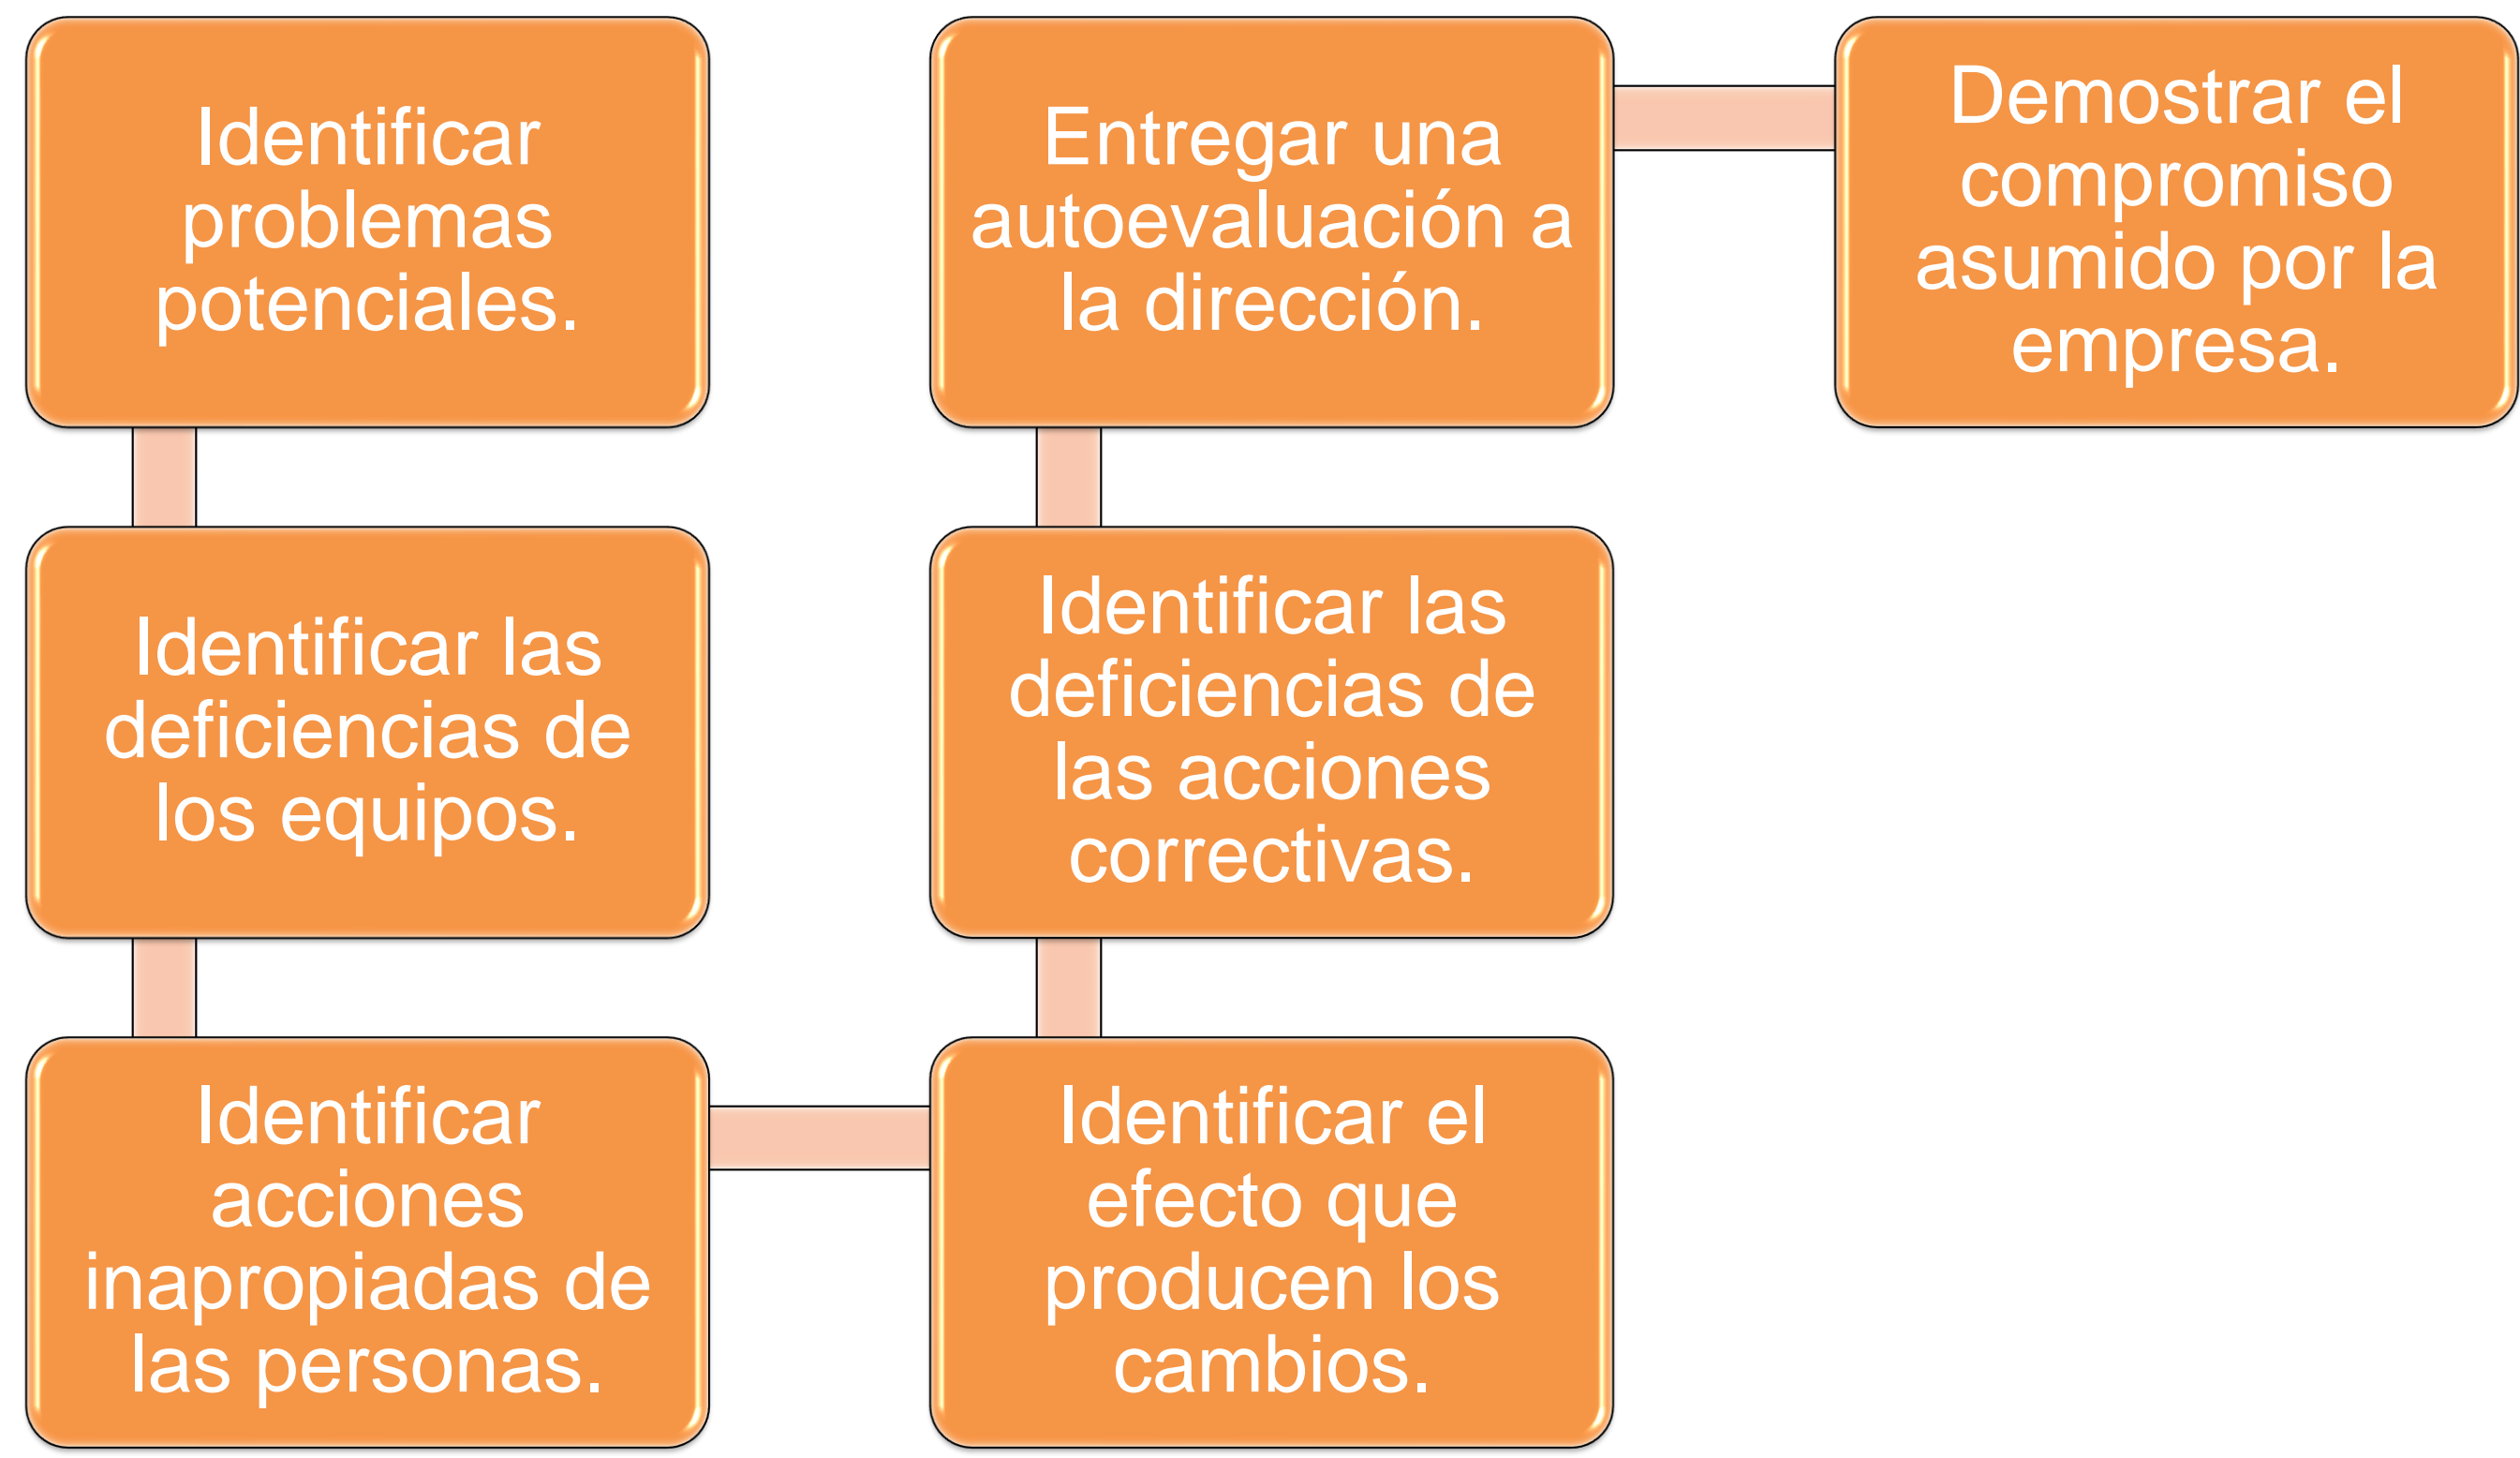 Identificar
problemas
potenciales.
Identificar las
deficiencias de
los equipos.
Identificar
acciones
inapropiadas de
las personas.
Identificar el
efecto que
producen los
cambios.
Identificar las
deficiencias de
las acciones
correctivas.
Entregar una
autoevaluación a
la dirección.
Demostrar el
compromiso
asumido por la
empresa.